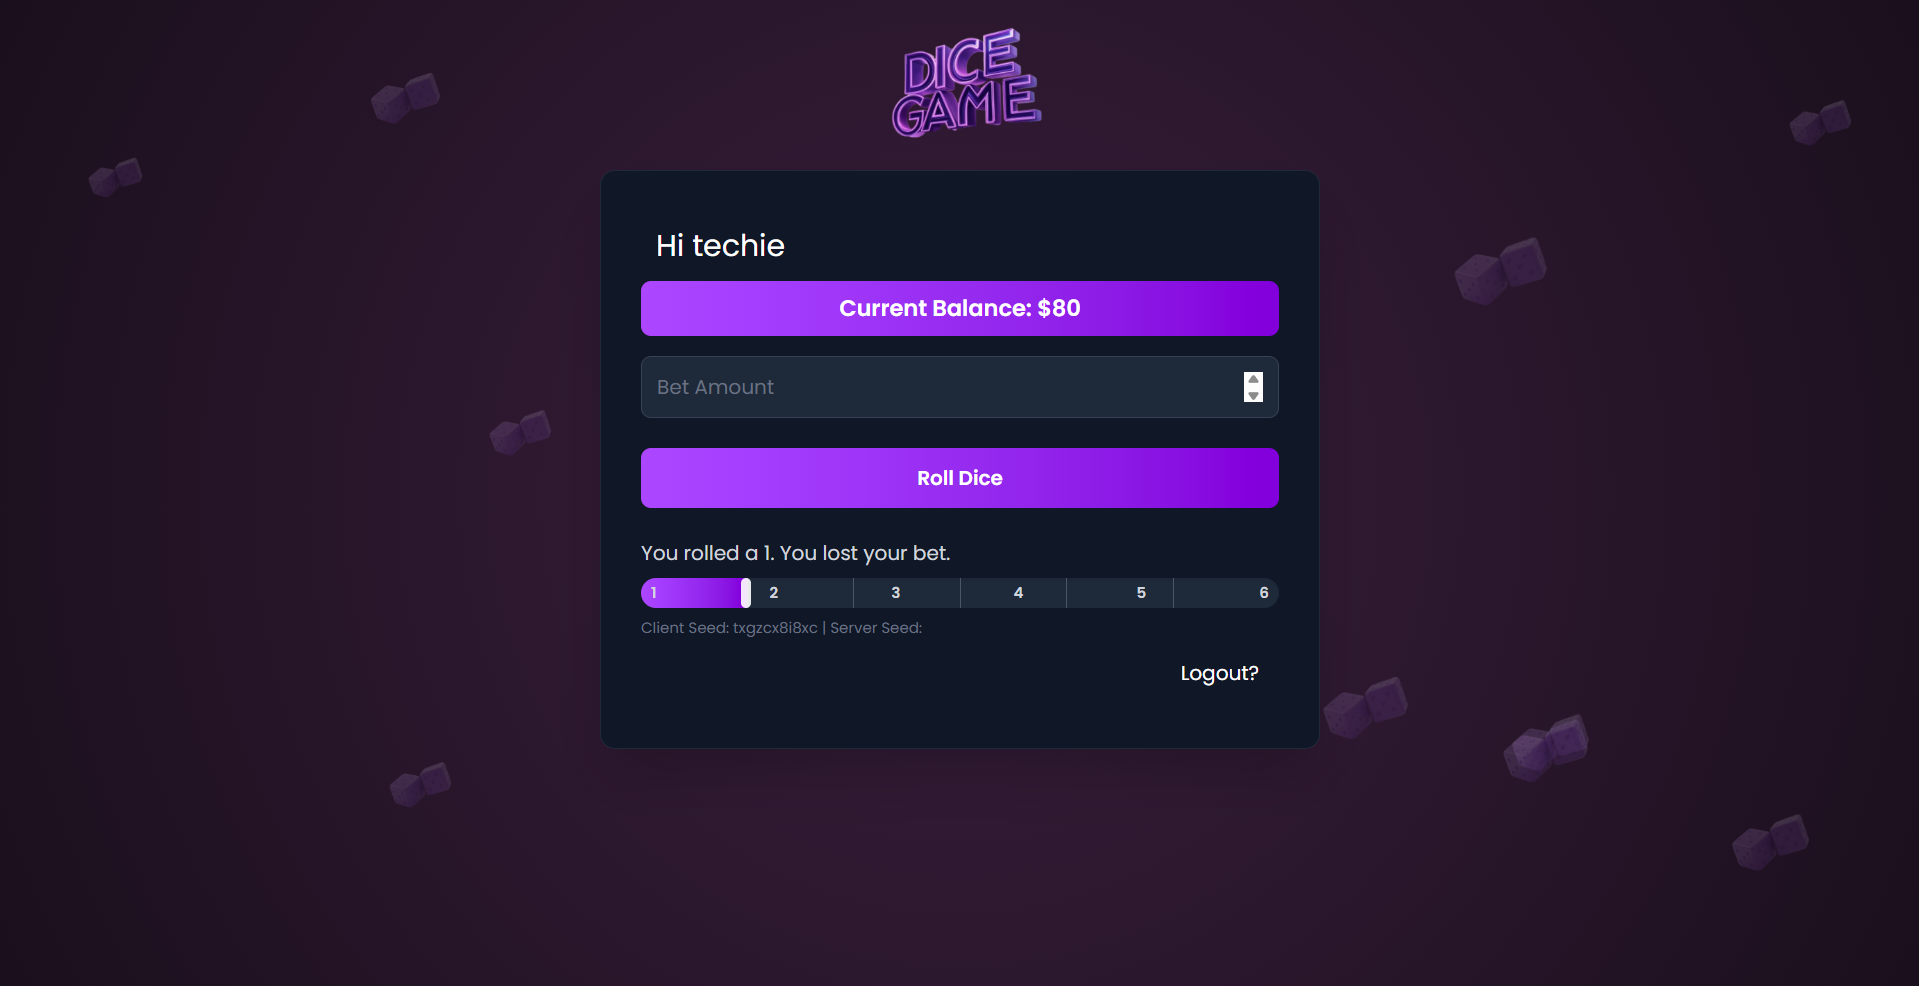 DICE
GAME
Hi techie
Current Balance: $80
Bet Amount
Roll Dice
You rolled a 1. You lost your bet.
1 2 3 4 5 6
Client Seed: txgzcx8i8xc | Server Seed:
Logout?